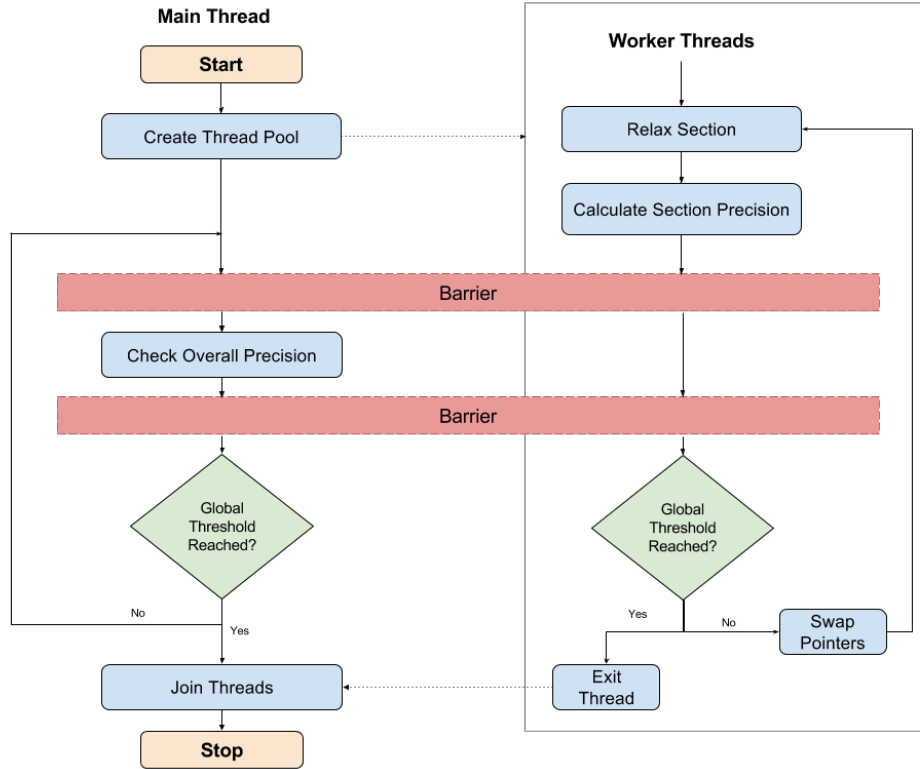 Main Thread
Start
Create Thread Pool
Worker Threads
Relax Section
Calculate Section Precision
Barrier
Check Overall Precision
Barrier
Global
Threshold
Reached?
No
Yes
Global
Threshold
Reached?
Yes
No
Swap
Pointers
Join Threads
Exit
Thread
Stop